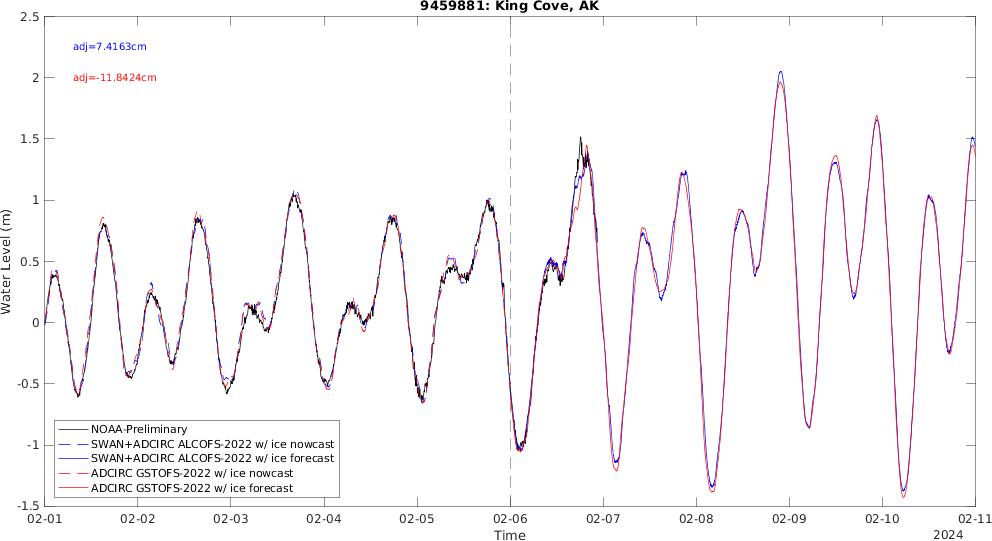 9459881: King Cove, AK
adj=7.4163cm
adj=-11.8424cm
Water Level (m)
2.5
2
1.5
1
0.5
0
-0.5
-1
-1.5
NOAA-Preliminary
SWAN+ADCIRC ALCOFS-2022 w/ ice nowcast
SWAN+ADCIRC ALCOFS-2022 w/ ice forecast
ADCIRC GSTOFS-2022 w/ ice nowcast
ADCIRC GSTOFS-2022 w/ ice forecast
02-01 02-02 02-03 02-04 02-05 02-06 02-07 02-08 02-09 02-10 02-11
Time
2024